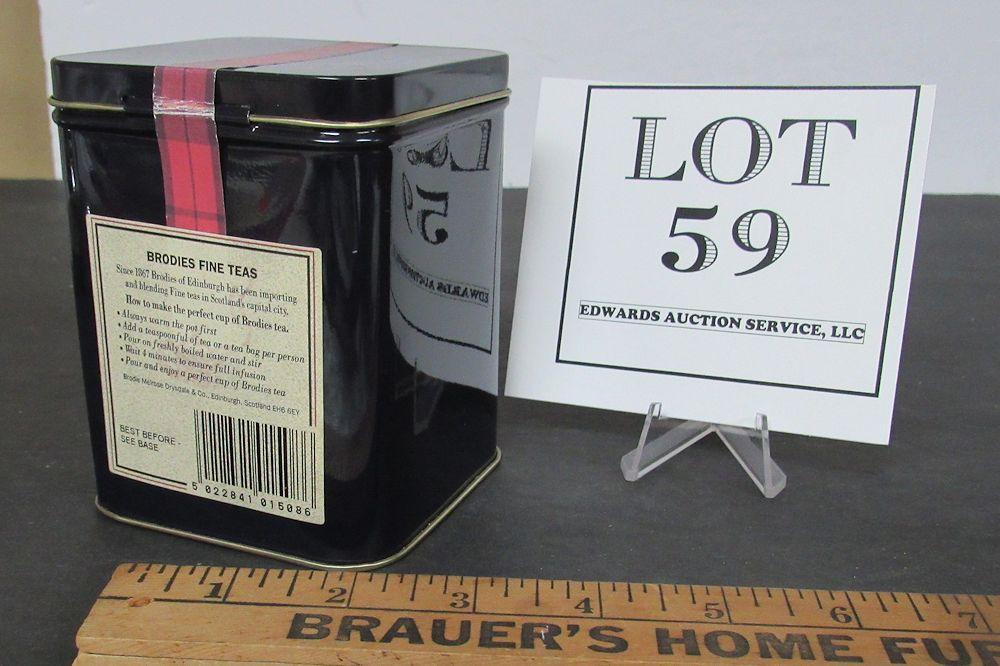 BRODIES FINE TEAS
Since 1867 Brodies of Edinburgh has been importing
and blending Fine teas in Scotland's capital city.
How to make the perfect cup of Brodies tea.
• Always warm the pot first
• Add a teaspoonful of tea or a tea bag per person
• Pour on freshly boiled water and stir
• Wait 4 minutes to ensure full infusion
• Pour and enjoy a perfect cup of Brodies tea
Brodie Melrose Drysdale & Co., Edinburgh, Scotland EH6 6EY
BEST BEFORE -
SEE BASE
5 022841 015086
LOT
59
EDWARDS AUCTION SERVICE, LLC
1 2 3 4 5 6 7
BRAUER'S HOME FUR